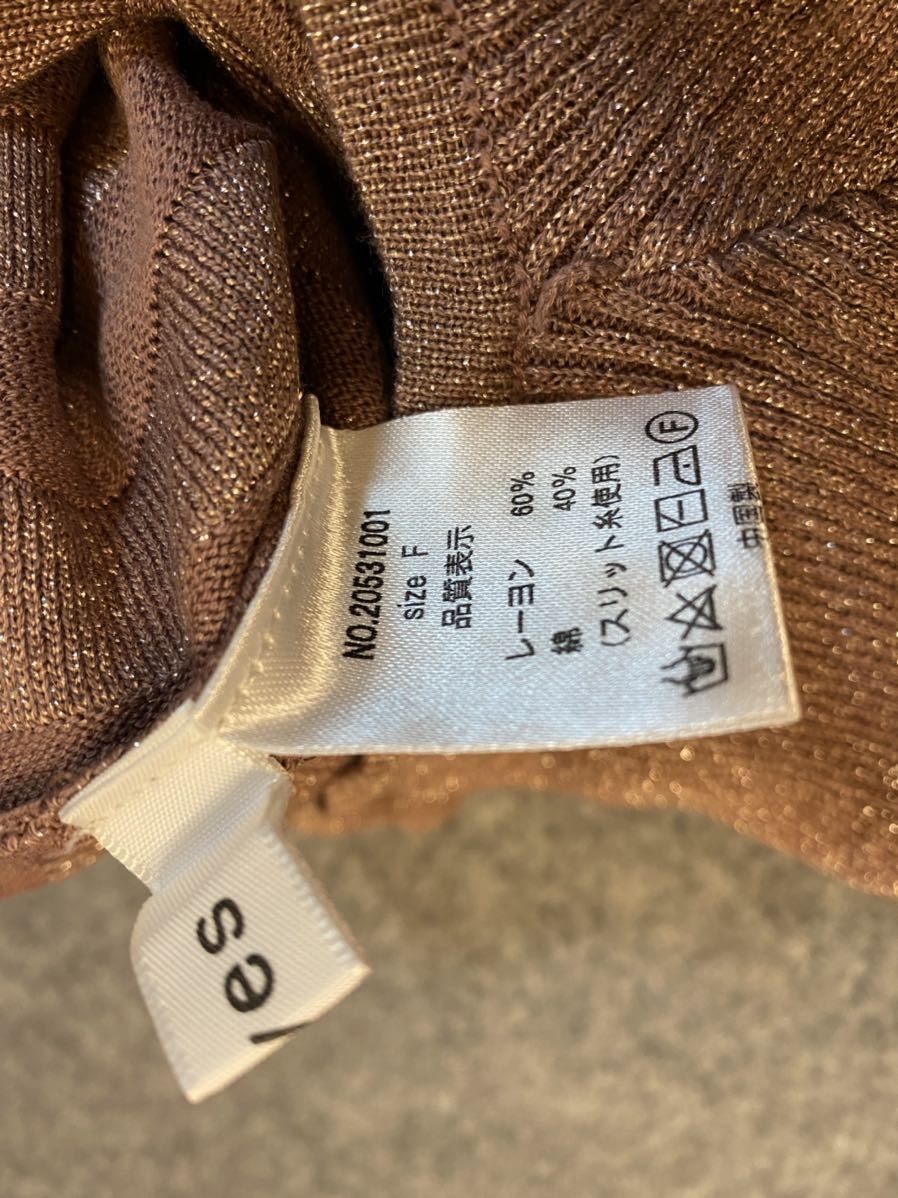 NO.20531001
size F
品質表示
レーヨン 60%
綿 40%
(スリット糸使用)
F
中国製
les